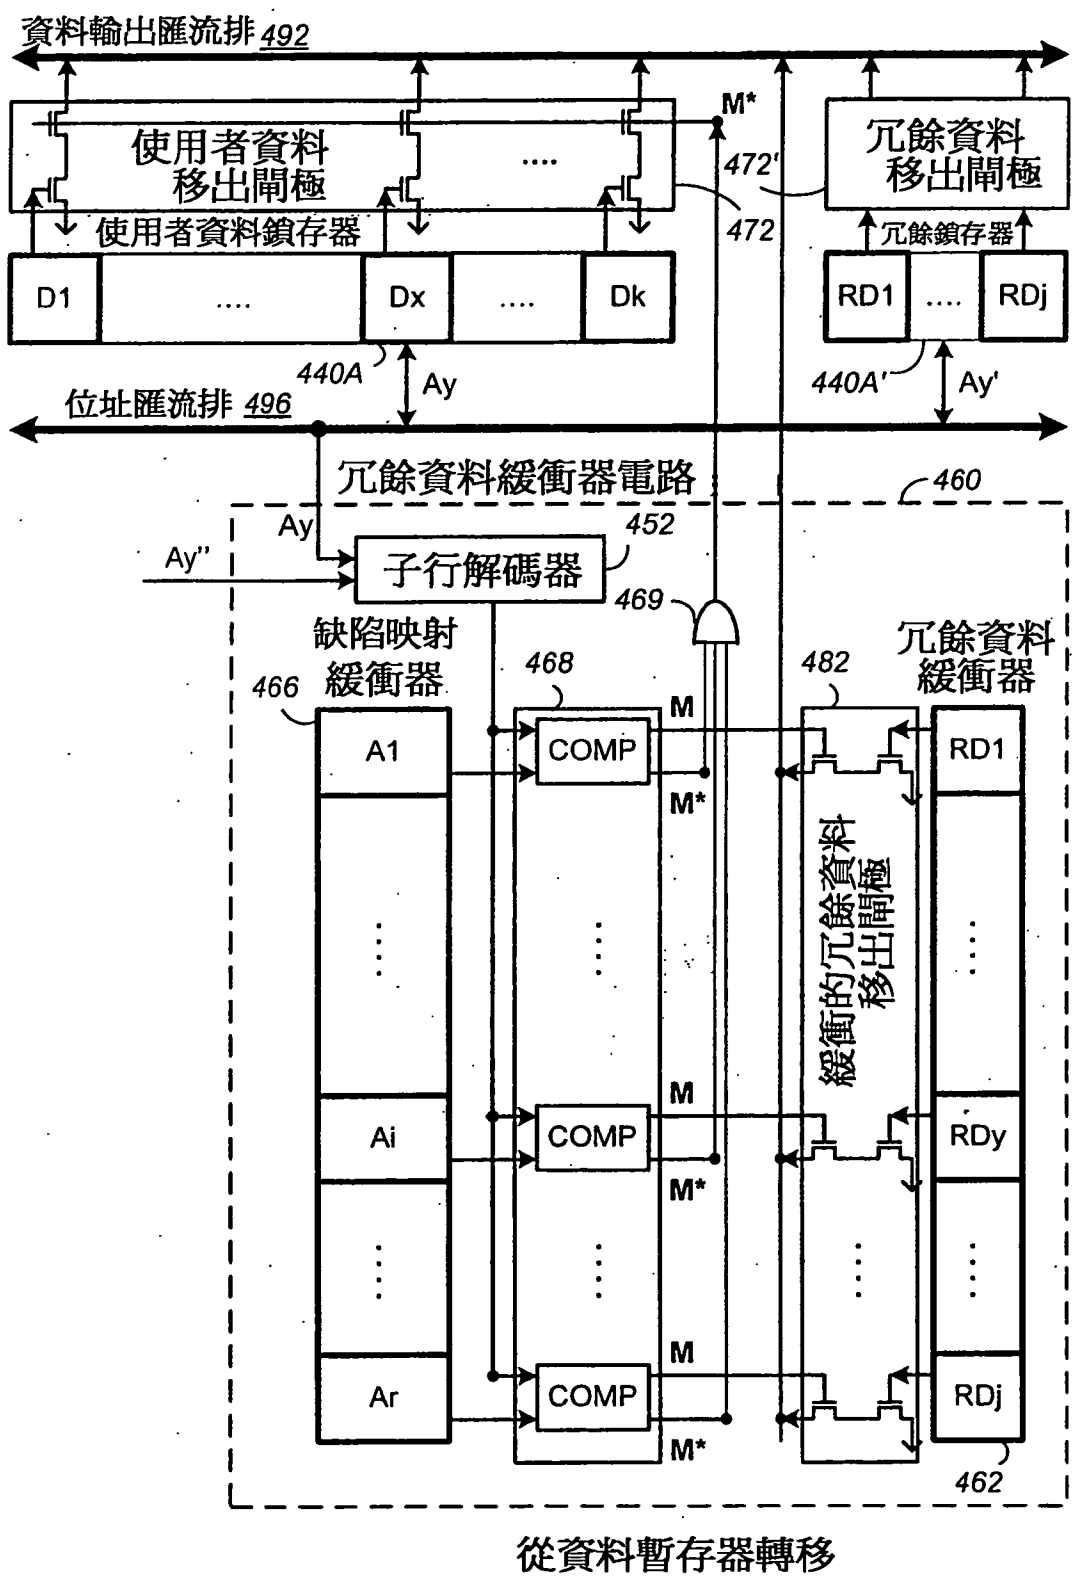 資料輸出匯流排 492
M*
使用者資料
移出閘極
....
冗餘資料
移出閘極
472'
472
使用者資料鎖存器
冗餘鎖存器
D1
....
Dx
....
Dk
RD1
....
RDj
440A
Ay
440A'
Ay'
位址匯流排 496
冗餘資料緩衝器電路
460
Ay
452
Ay''
子行解碼器
469
缺陷映射
緩衝器
466
468
482
冗餘資料
緩衝器
A1
COMP
M
M*
RD1
緩衝的冗餘資料
移出閘極
....
....
....
Ai
COMP
M
M*
RDy
....
....
....
....
Ar
COMP
M
M*
RDj
462
從資料暫存器轉移